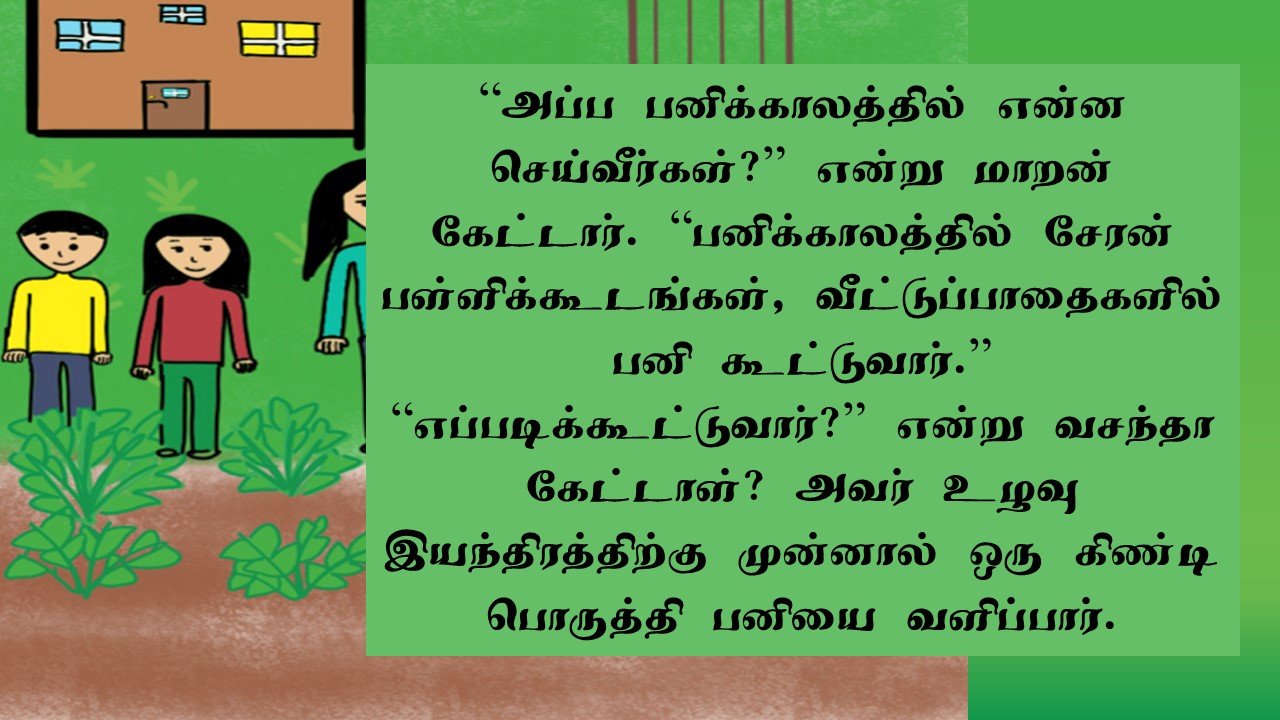 “அப்ப பனிக்காலத்தில் என்ன
செய்வீர்கள்?” என்று மாறன்
கேட்டார். “பனிக்காலத்தில் சேரன்
பள்ளிக்கூடங்கள், வீட்டுப்பாதைகளில்
பனி கூட்டுவார்.”
“எப்படிக்கூட்டுவார்?” என்று வசந்தா
கேட்டாள்? அவர் உழவு
இயந்திரத்திற்கு முன்னால் ஒரு கிண்டி
பொருத்தி பனியை வளிப்பார்.